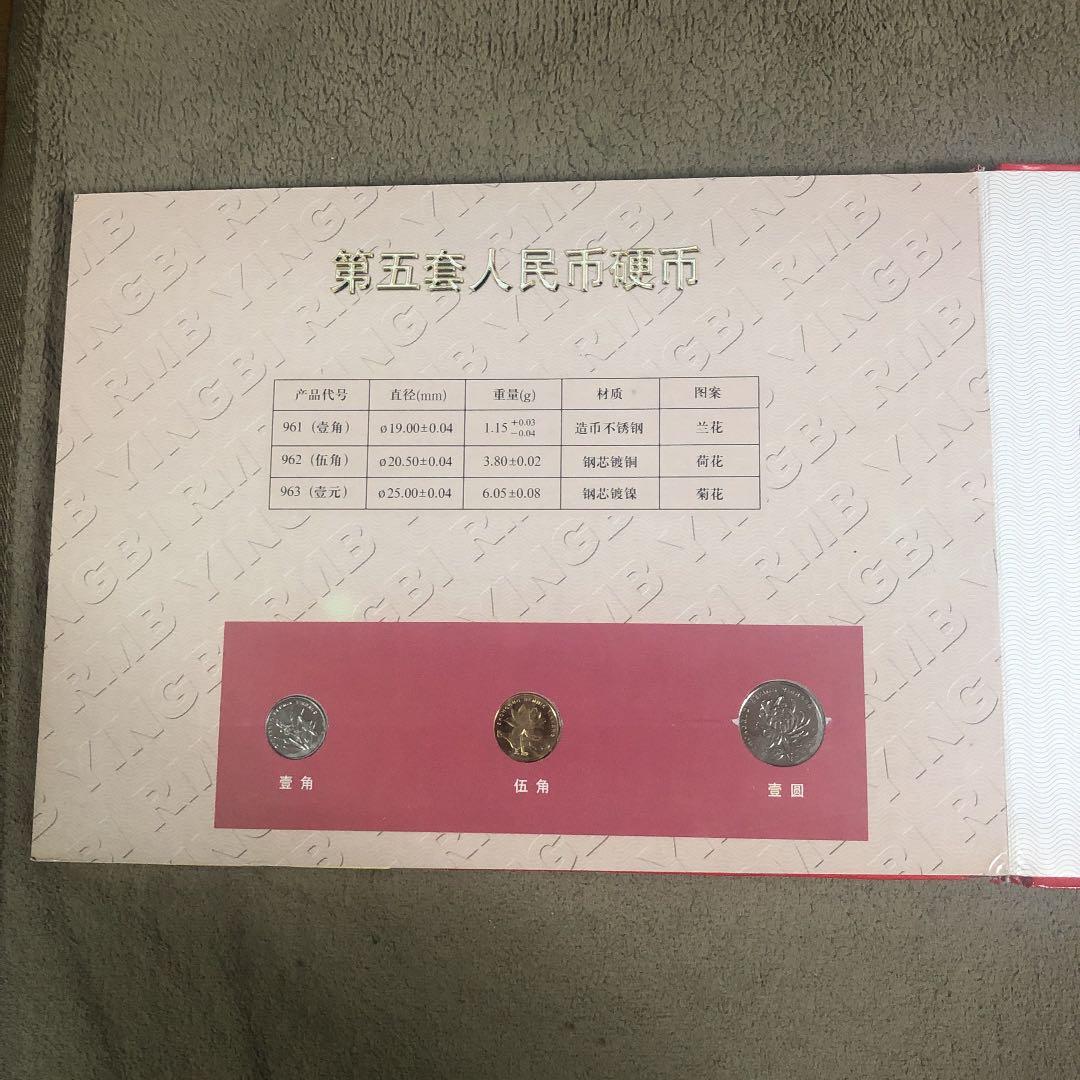 第五套人民币硬币
产品代号 直径(mm) 重量(g) 材质 图案
961（壹角） ø19.00±0.04 1.15 +0.03 −0.04 造币不锈钢 兰花
962（伍角） ø20.50±0.04 3.80±0.02 钢芯镀铜 荷花
963（壹元） ø25.00±0.04 6.05±0.08 钢芯镀镍 菊花
壹角 伍角 壹圆
RMB YINGBI